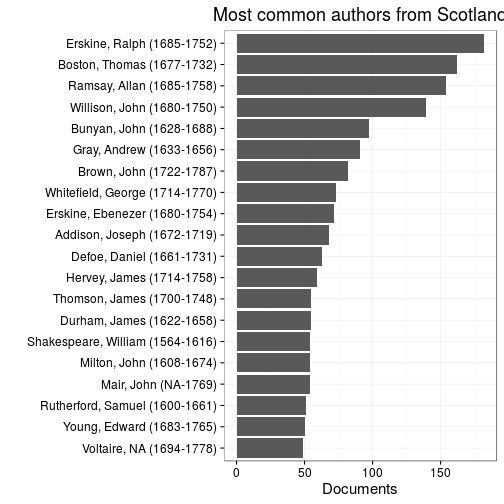 Most common authors from Scotland
Erskine, Ralph (1685-1752)
Boston, Thomas (1677-1732)
Ramsay, Allan (1685-1758)
Willison, John (1680-1750)
Bunyan, John (1628-1688)
Gray, Andrew (1633-1656)
Brown, John (1722-1787)
Whitefield, George (1714-1770)
Erskine, Ebenezer (1680-1754)
Addison, Joseph (1672-1719)
Defoe, Daniel (1661-1731)
Hervey, James (1714-1758)
Thomson, James (1700-1748)
Durham, James (1622-1658)
Shakespeare, William (1564-1616)
Milton, John (1608-1674)
Mair, John (NA-1769)
Rutherford, Samuel (1600-1661)
Young, Edward (1683-1765)
Voltaire, NA (1694-1778)
0 50 100 150
Documents